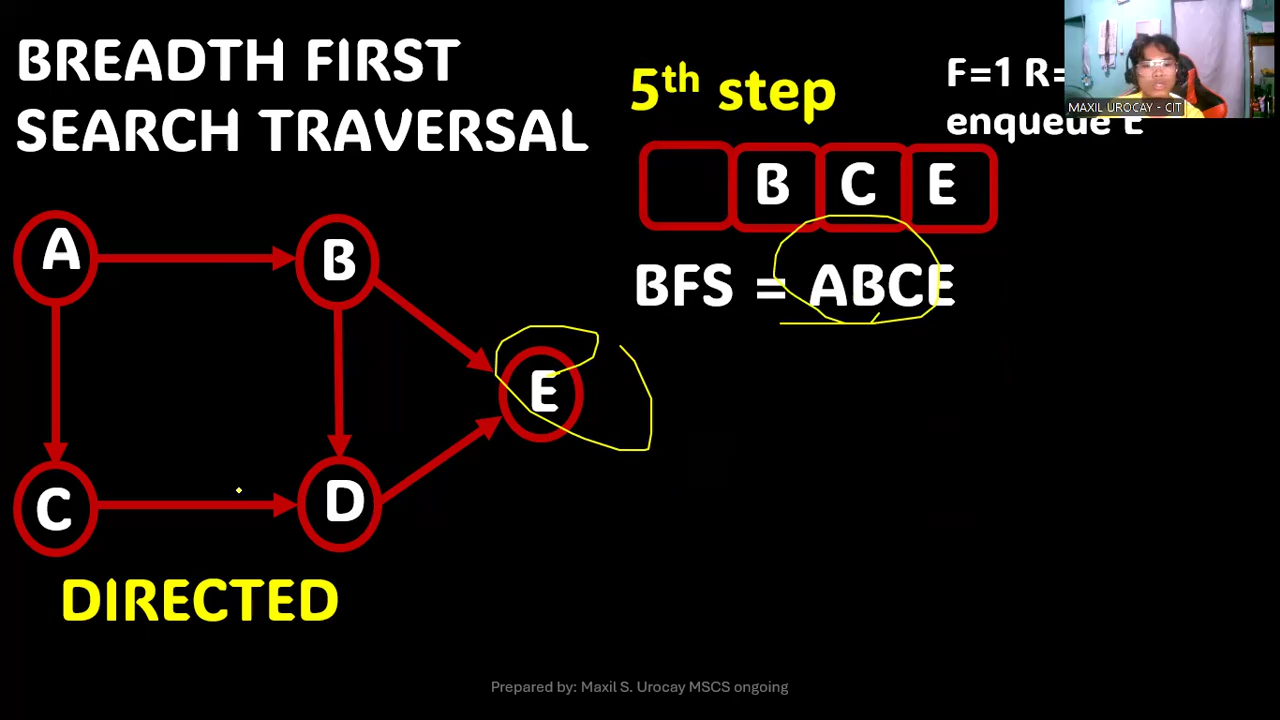 BREADTH FIRST
SEARCH TRAVERSAL
5th step
F=1 R=
enqueue E
MAXIL UROCAY - CIT
B C E
BFS = ABCE
A
B
E
C
D
DIRECTED
Prepared by: Maxil S. Urocay MSCS ongoing